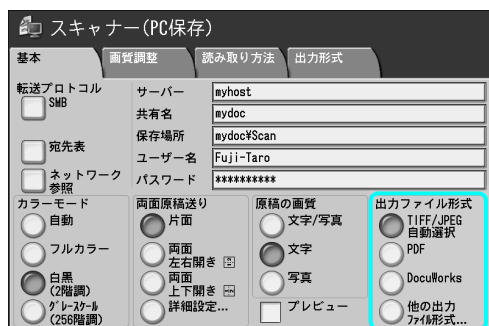 スキャナー(PC保存)
基本 画質調整 読み取り方法 出力形式
転送プロトコル
SMB
宛先表
ネットワーク
参照
サーバー myhost
共有名 mydoc
保存場所 mydoc¥Scan
ユーザー名 Fuji-Taro
パスワード **********
カラーモード
自動
フルカラー
白黒
(2階調)
グレースケール
(256階調)
両面原稿送り
片面
両面
左右開き
両面
上下開き
詳細設定...
原稿の画質
文字/写真
文字
写真
プレビュー
出力ファイル形式
TIFF/JPEG
自動選択
PDF
DocuWorks
他の出力
ファイル形式...